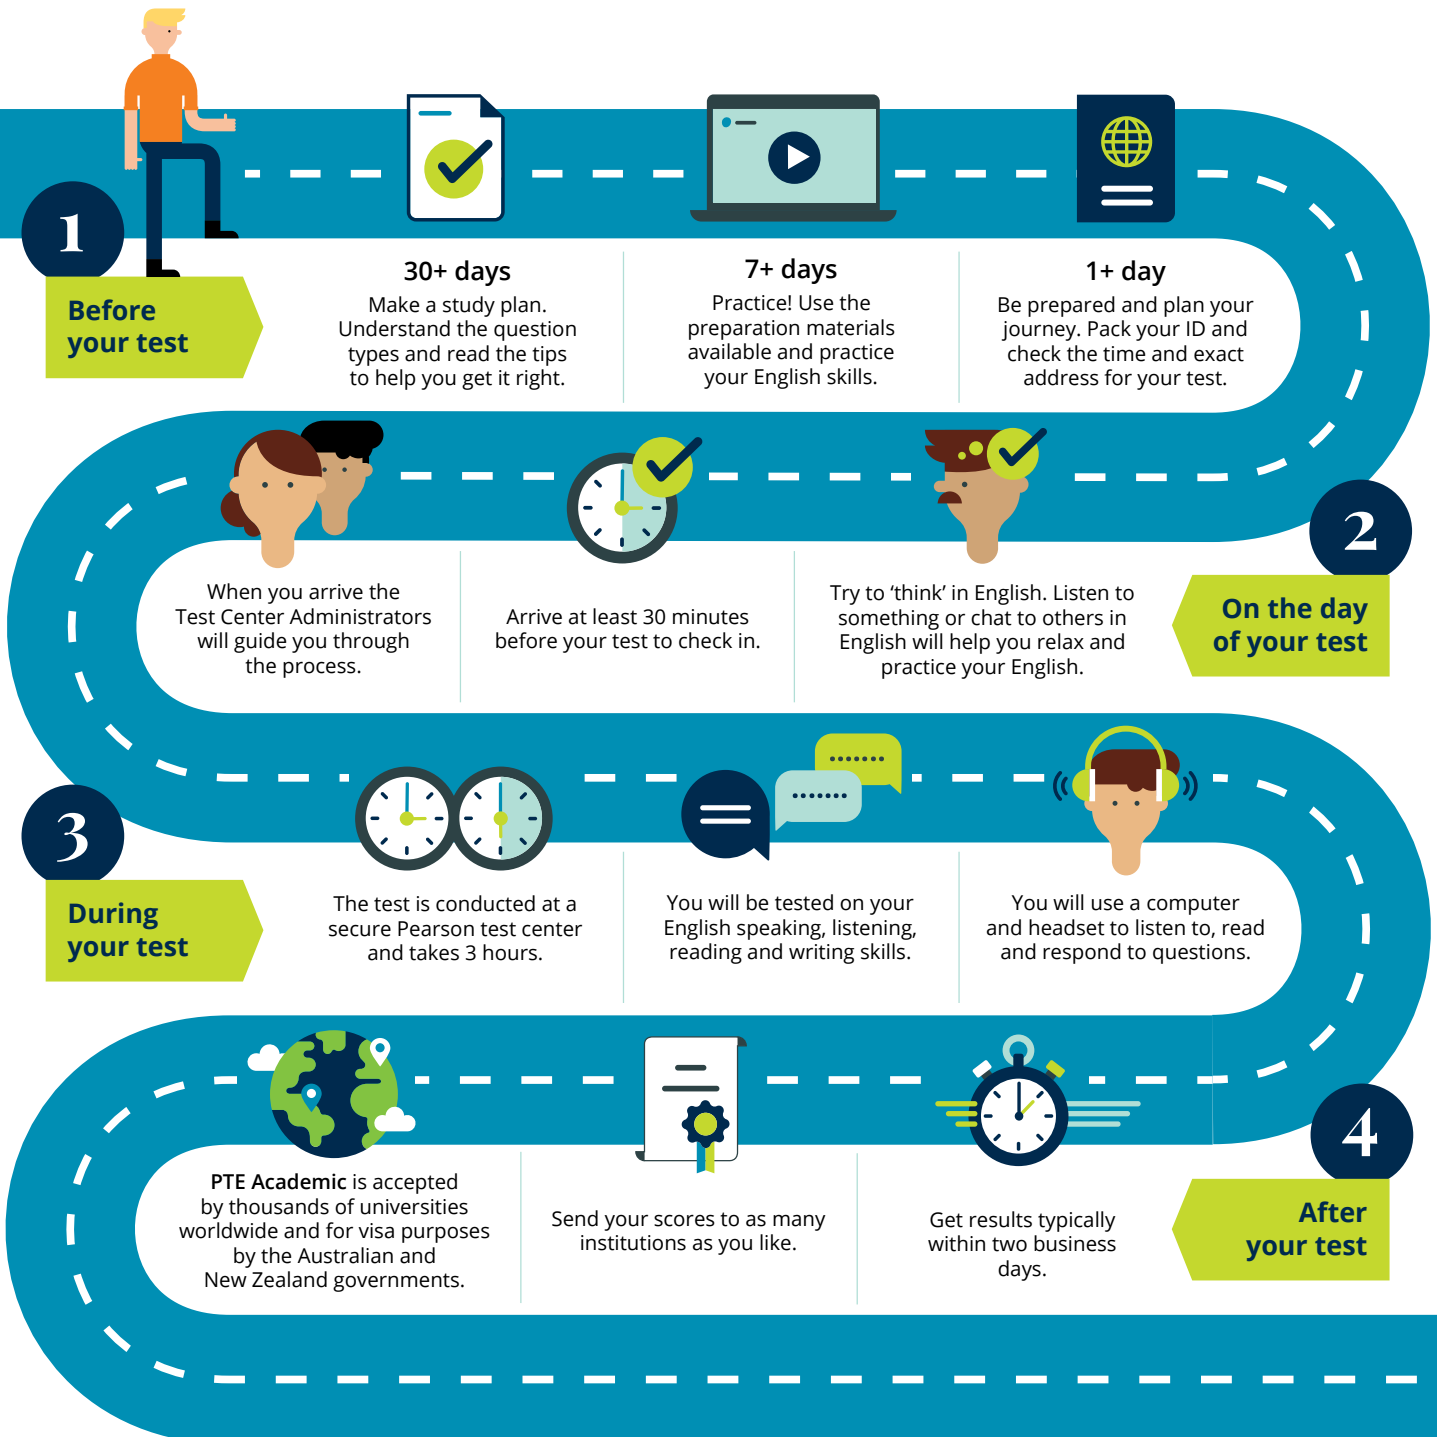 1
Before
your test
30+ days
Make a study plan.
Understand the question
types and read the tips
to help you get it right.
7+ days
Practice! Use the
preparation materials
available and practice
your English skills.
1+ day
Be prepared and plan your
journey. Pack your ID and
check the time and exact
address for your test.
2
On the day
of your test
Try to ‘think’ in English. Listen to
something or chat to others in
English will help you relax and
practice your English.
Arrive at least 30 minutes
before your test to check in.
When you arrive the
Test Center Administrators
will guide you through
the process.
3
During
your test
The test is conducted at a
secure Pearson test center
and takes 3 hours.
You will be tested on your
English speaking, listening,
reading and writing skills.
You will use a computer
and headset to listen to, read
and respond to questions.
4
After
your test
Get results typically
within two business
days.
Send your scores to as many
institutions as you like.
PTE Academic is accepted
by thousands of universities
worldwide and for visa purposes
by the Australian and
New Zealand governments.